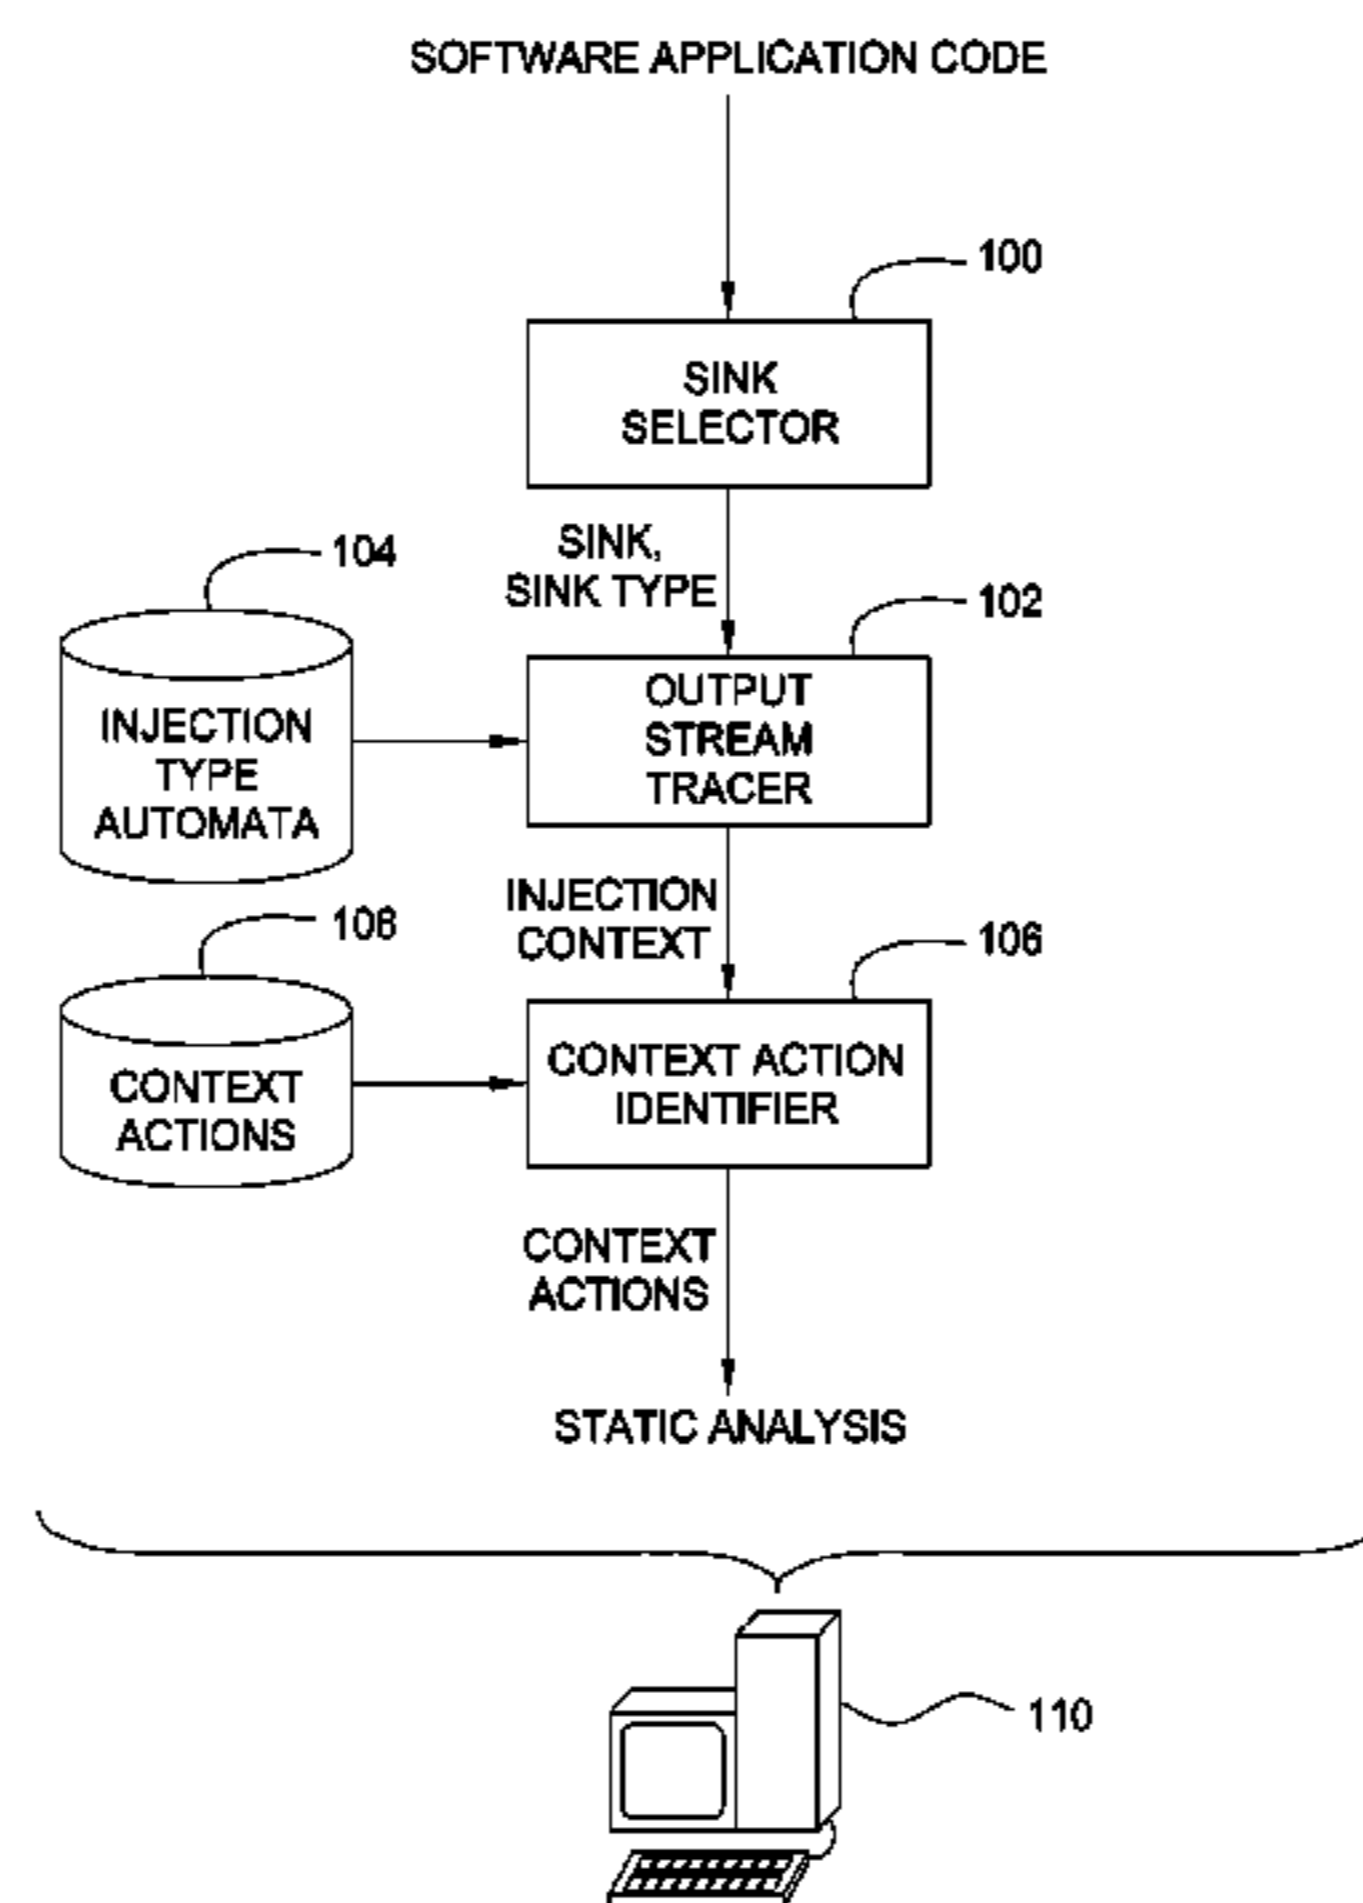 SOFTWARE APPLICATION CODE
100
SINK
SELECTOR
SINK,
SINK TYPE
104
102
INJECTION
TYPE
AUTOMATA
OUTPUT
STREAM
TRACER
INJECTION
CONTEXT
108
106
CONTEXT
ACTIONS
CONTEXT ACTION
IDENTIFIER
CONTEXT
ACTIONS
STATIC ANALYSIS
110